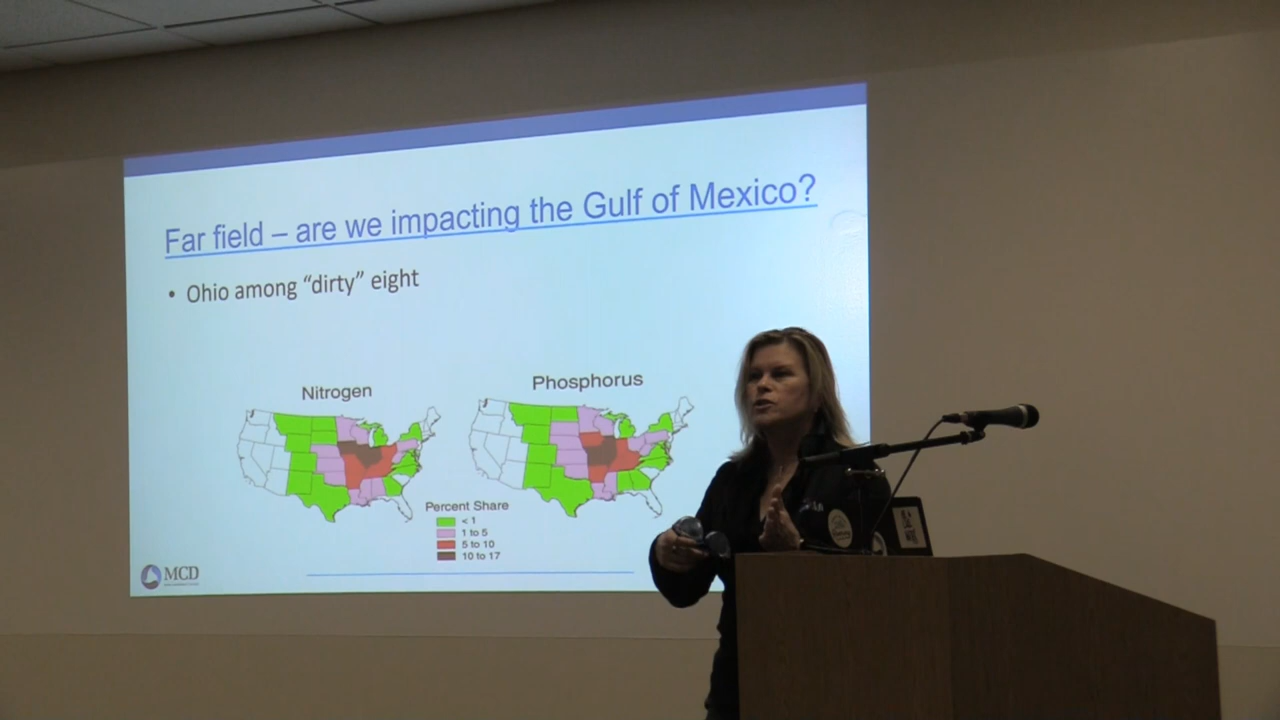 Far field – are we impacting the Gulf of Mexico?
• Ohio among “dirty” eight
Nitrogen
Phosphorus
Percent Share
< 1
1 to 5
5 to 10
10 to 17
MCD